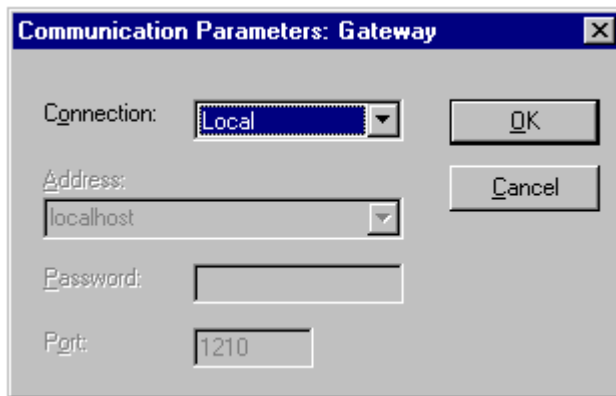 Communication Parameters: Gateway
Connection: Local OK
Address: Cancel
localhost
Password:
Port: 1210